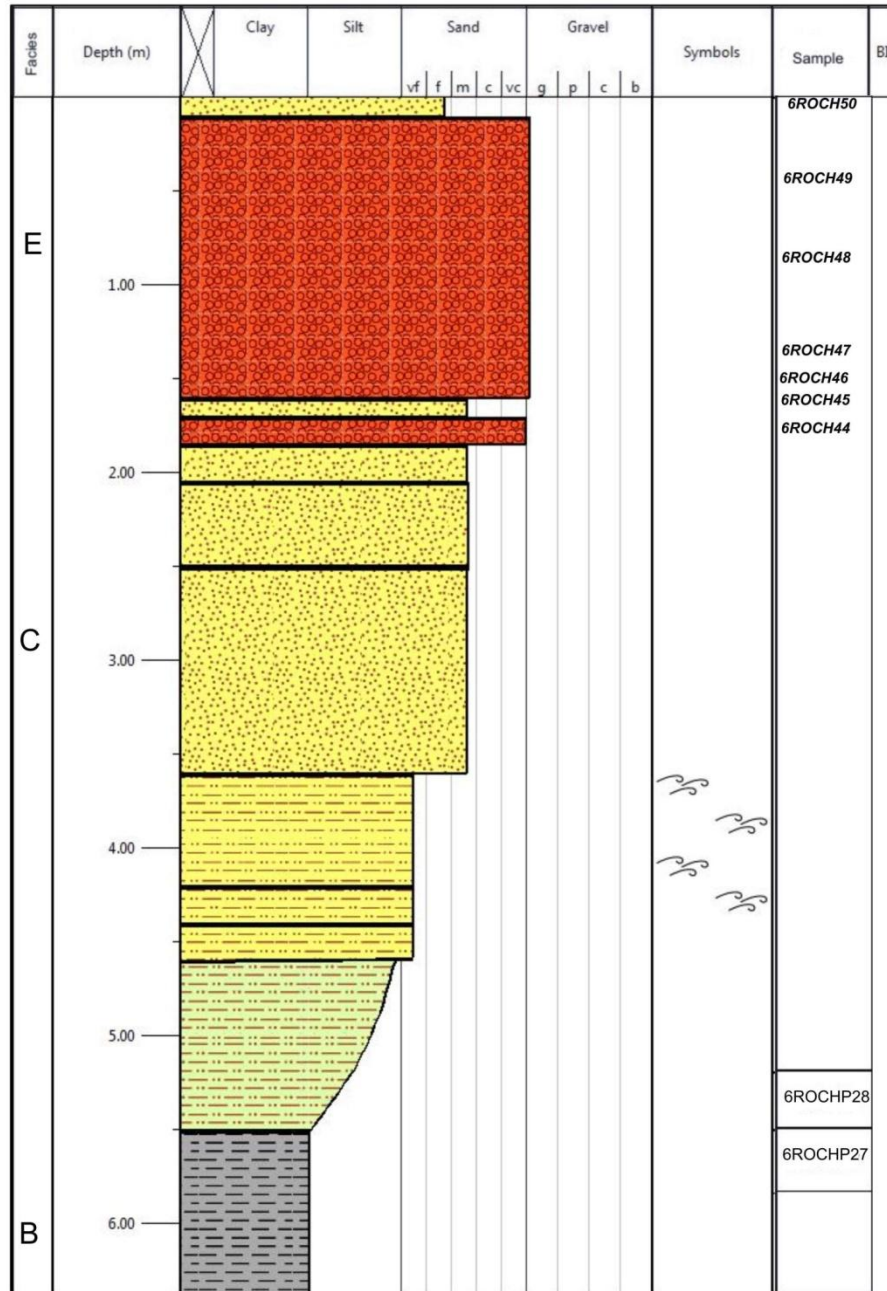 Facies
Depth (m)
Clay
Silt
Sand
Gravel
Symbols
Sample
BI
vf f m c vc g p c b
6ROCH50
6ROCH49
E
6ROCH48
1.00
6ROCH47
6ROCH46
6ROCH45
6ROCH44
2.00
C
3.00
4.00
5.00
6ROCHP28
6ROCHP27
6.00
B